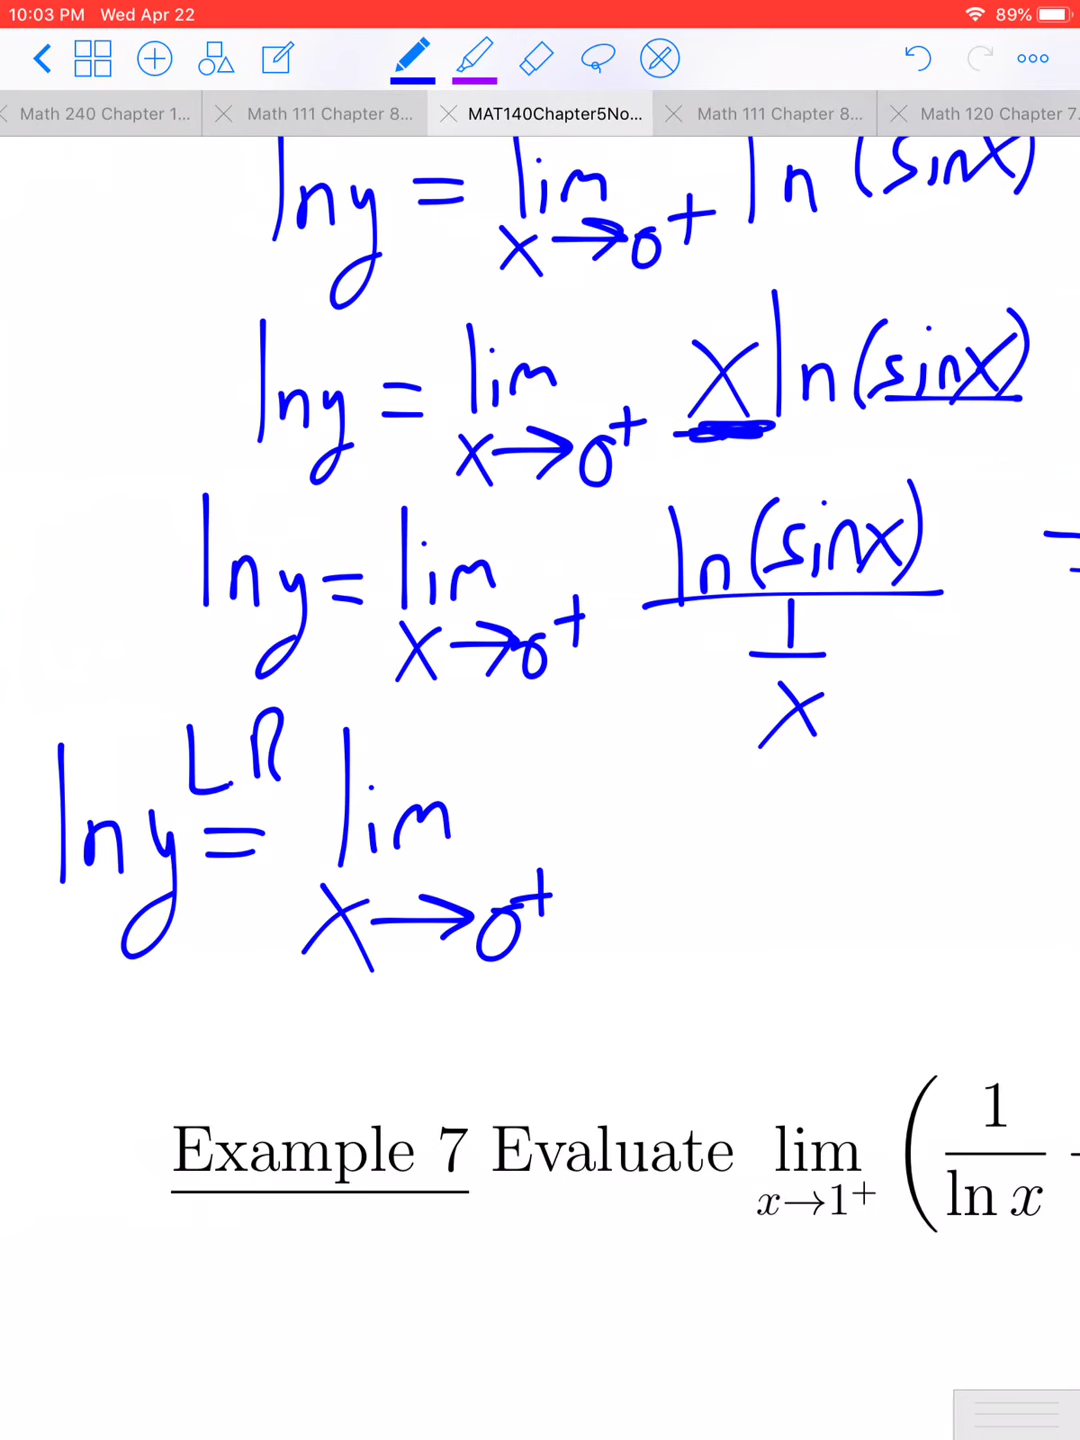 10:03 PM Wed Apr 22 89%
Math 240 Chapter 1... Math 111 Chapter 8... MAT140Chapter5No... Math 111 Chapter 8... Math 120 Chapter 7
ln y = lim x→0⁺ ln (sinx)
ln y = lim x→0⁺ x ln (sinx)
ln y = lim x→0⁺ ln(sinx) / (1/x) =
ln y LR= lim x→0⁺
Example 7 Evaluate lim x→1⁺ ( 1/ln x